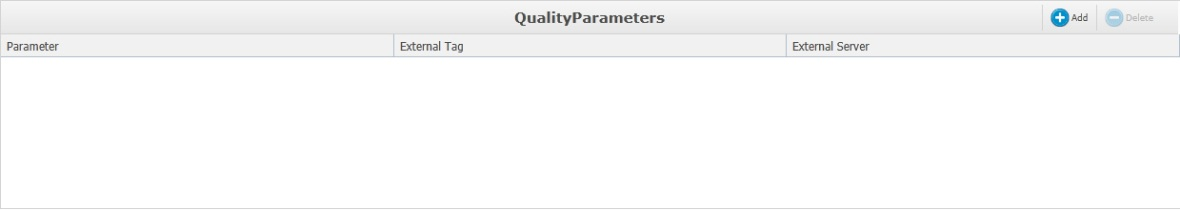 QualityParameters Add Delete
Parameter External Tag External Server